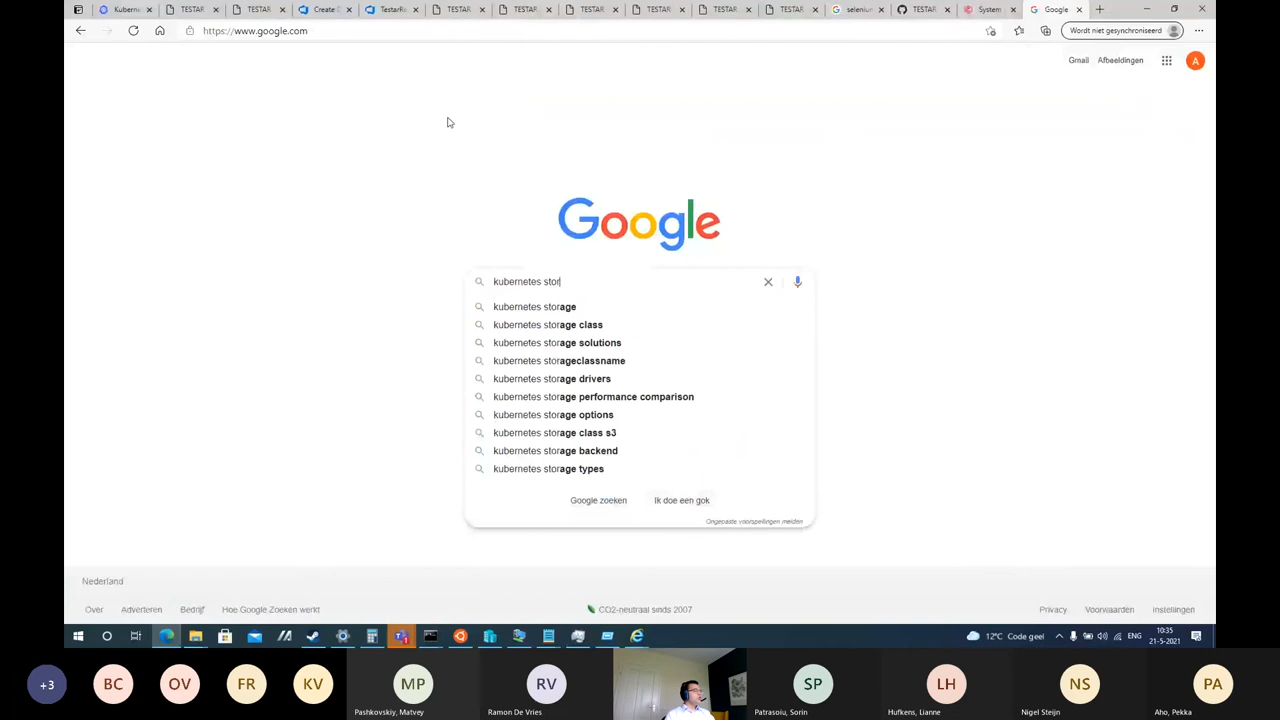 Kuberne
TESTAR
TESTAR
Create D
TestarRe
TESTAR
TESTAR
TESTAR
TESTAR
TESTAR
TESTAR
selenium
TESTAR
System
Google
https://www.google.com
Wordt niet gesynchroniseerd
Gmail
Afbeeldingen
A
Google
kubernetes stor
kubernetes storage
kubernetes storage class
kubernetes storage solutions
kubernetes storageclassname
kubernetes storage drivers
kubernetes storage performance comparison
kubernetes storage options
kubernetes storage class s3
kubernetes storage backend
kubernetes storage types
Google zoeken
Ik doe een gok
Ongepaste voorspellingen melden
Nederland
Over
Adverteren
Bedrijf
Hoe Google Zoeken werkt
CO2-neutraal sinds 2007
Privacy
Voorwaarden
Instellingen
12°C Code geel
ENG
10:35
21-5-2021
+3
BC
OV
FR
KV
MP
Pashkovskiy, Matvey
RV
Ramon De Vries
SP
Patrasoiu, Sorin
LH
Hufkens, Lianne
NS
Nigel Steijn
PA
Aho, Pekka